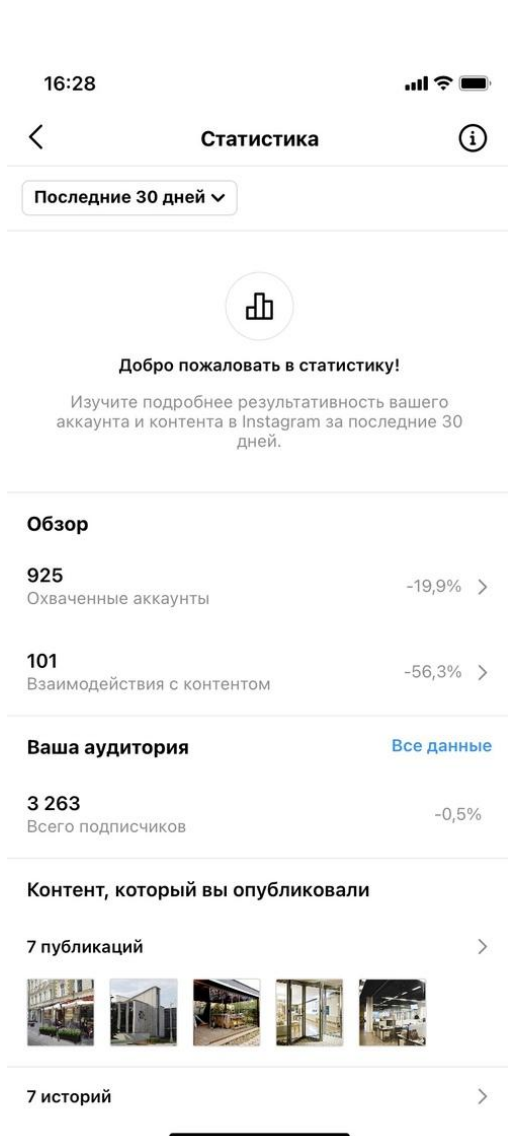 16:28
Статистика
Последние 30 дней
Добро пожаловать в статистику!
Изучите подробнее результативность вашего
аккаунта и контента в Instagram за последние 30
дней.
Обзор
925
-19,9%
Охваченные аккаунты
101
-56,3%
Взаимодействия с контентом
Ваша аудитория
Все данные
3 263
-0,5%
Всего подписчиков
Контент, который вы опубликовали
7 публикаций
7 историй